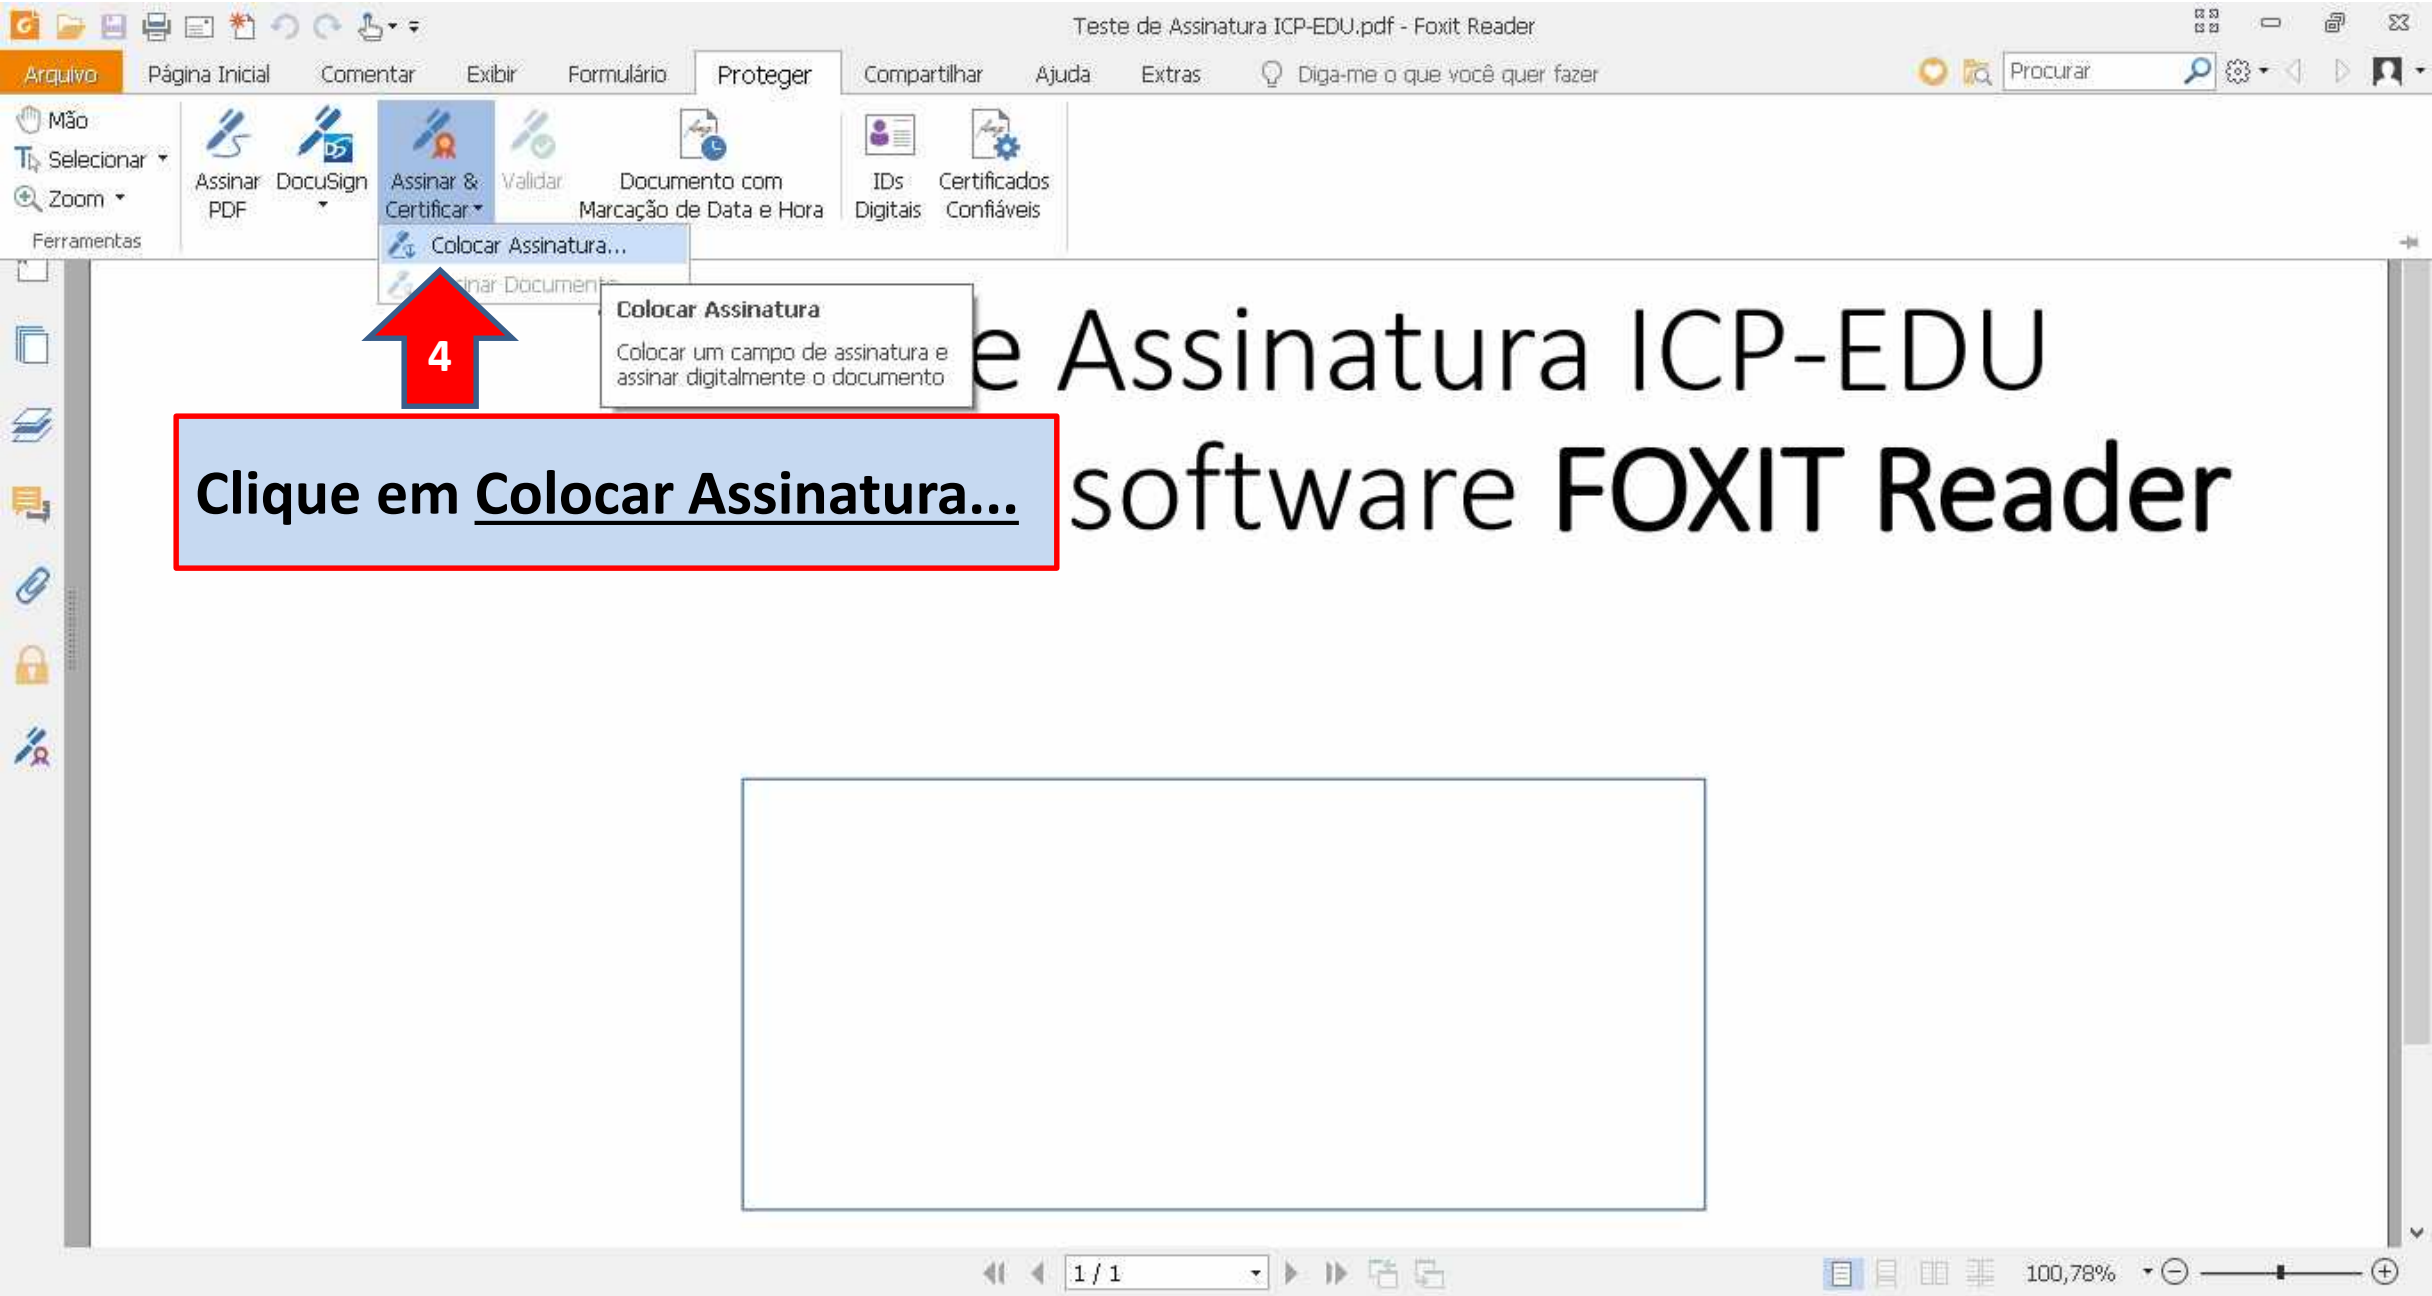 Teste de Assinatura ICP-EDU.pdf - Foxit Reader
Arquivo Página Inicial Comentar Exibir Formulário Proteger Compartilhar Ajuda Extras Diga-me o que você quer fazer Procurar
Mão
Selecionar
Zoom
Ferramentas
Assinar
PDF
DocuSign
Assinar &
Certificar
Validar
Documento com
Marcação de Data e Hora
IDs
Digitais
Certificados
Confiáveis
Colocar Assinatura...
inar Documento
Colocar Assinatura
Colocar um campo de assinatura e
assinar digitalmente o documento
4
Clique em Colocar Assinatura...
e Assinatura ICP-EDU
software FOXIT Reader
1 / 1
100,78%